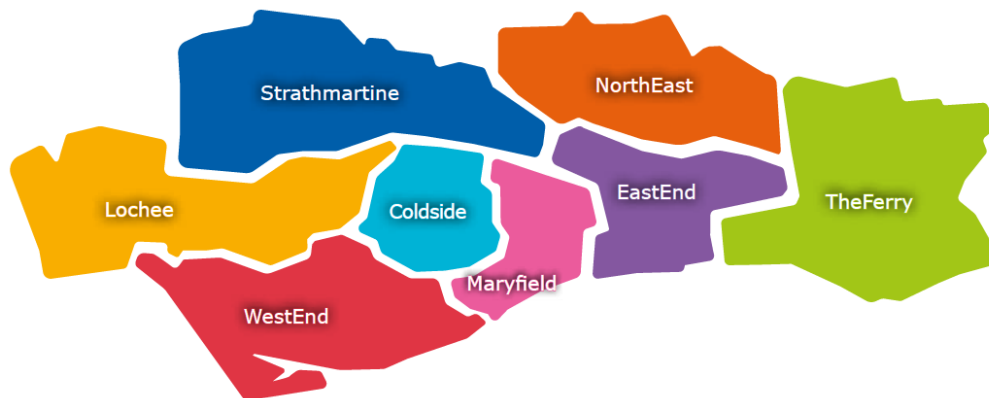 Strathmartine
NorthEast
Lochee
Coldside
EastEnd
TheFerry
Maryfield
WestEnd